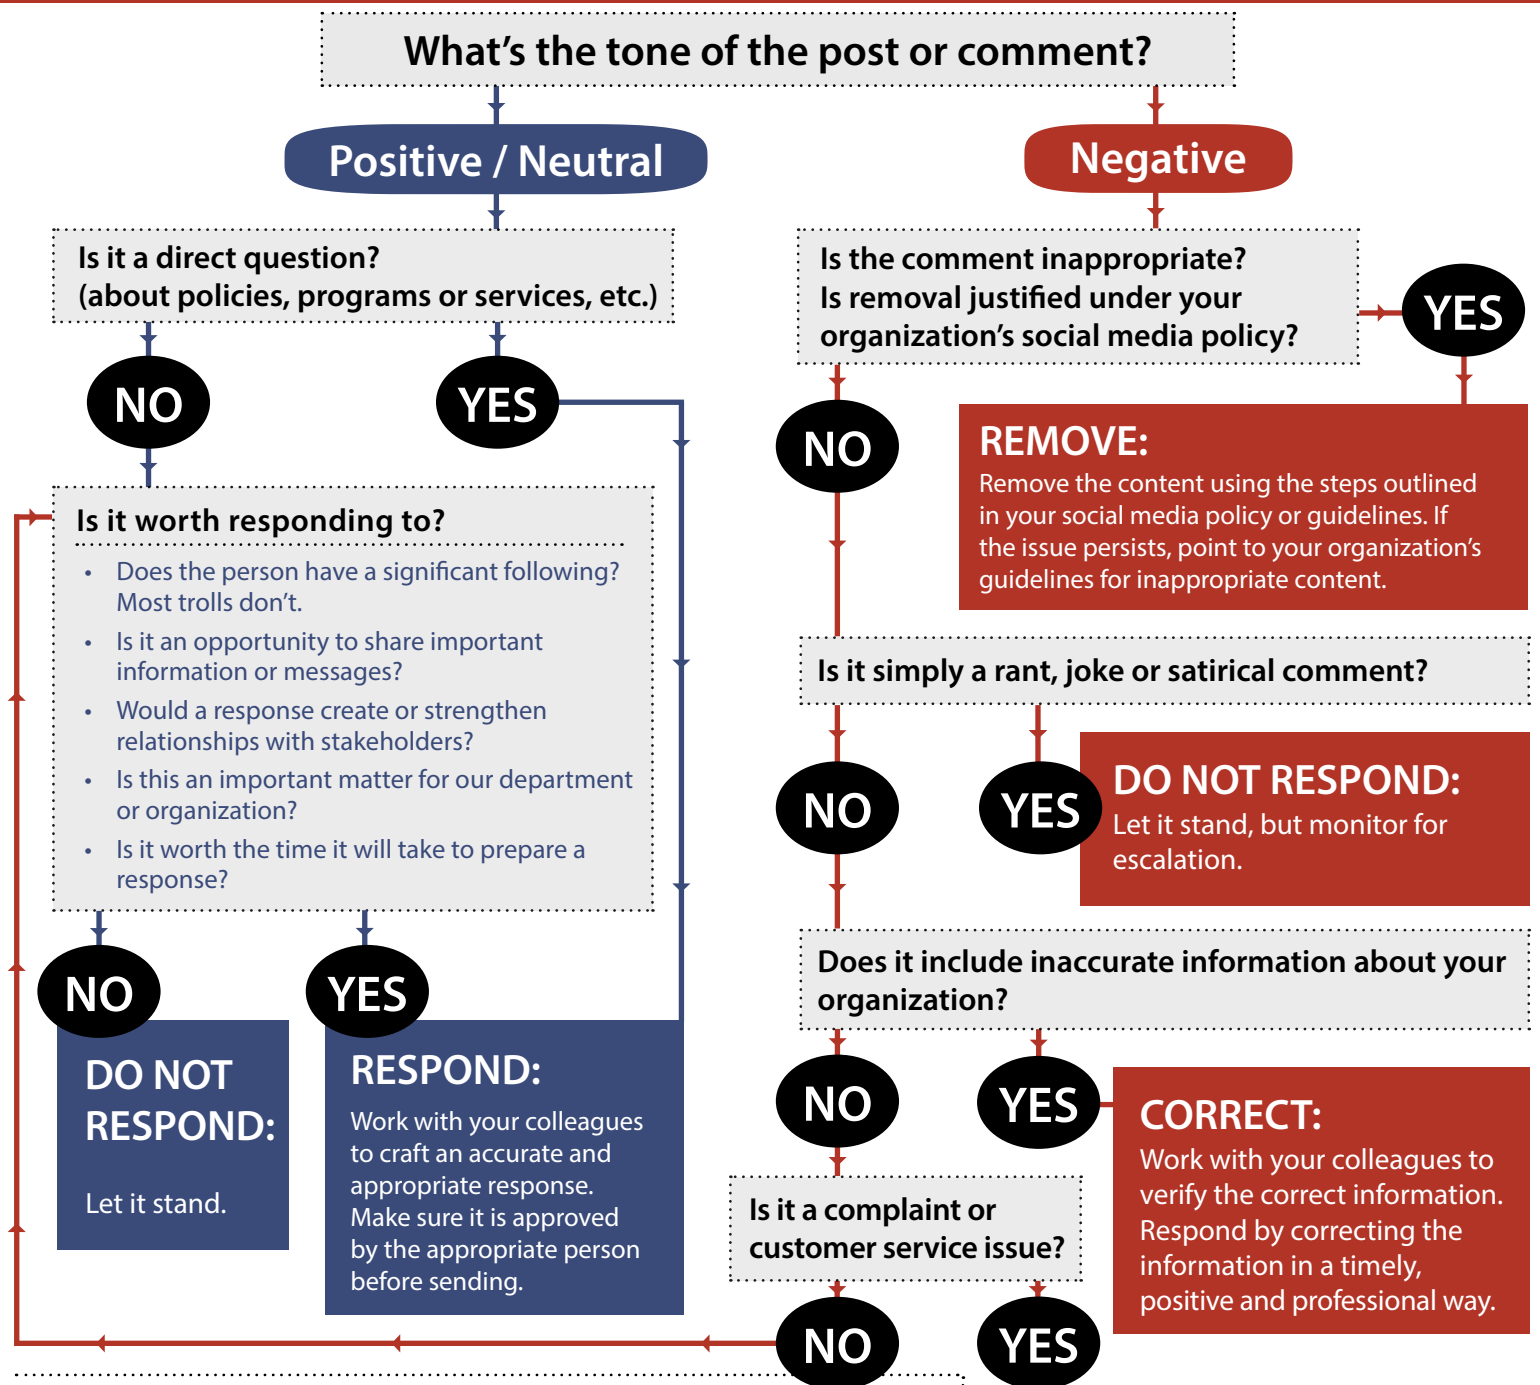 What’s the tone of the post or comment?
Positive / Neutral
Negative
Is it a direct question?
(about policies, programs or services, etc.)
NO
YES
Is it worth responding to?
• Does the person have a significant following?
Most trolls don’t.
• Is it an opportunity to share important
information or messages?
• Would a response create or strengthen
relationships with stakeholders?
• Is this an important matter for our department
or organization?
• Is it worth the time it will take to prepare a
response?
NO
YES
DO NOT
RESPOND:
Let it stand.
RESPOND:
Work with your colleagues
to craft an accurate and
appropriate response.
Make sure it is approved
by the appropriate person
before sending.
Is the comment inappropriate?
Is removal justified under your
organization’s social media policy?
YES
NO
REMOVE:
Remove the content using the steps outlined
in your social media policy or guidelines. If
the issue persists, point to your organization’s
guidelines for inappropriate content.
Is it simply a rant, joke or satirical comment?
NO
YES
DO NOT RESPOND:
Let it stand, but monitor for
escalation.
Does it include inaccurate information about your
organization?
NO
YES
CORRECT:
Work with your colleagues to
verify the correct information.
Respond by correcting the
information in a timely,
positive and professional way.
Is it a complaint or
customer service issue?
NO
YES